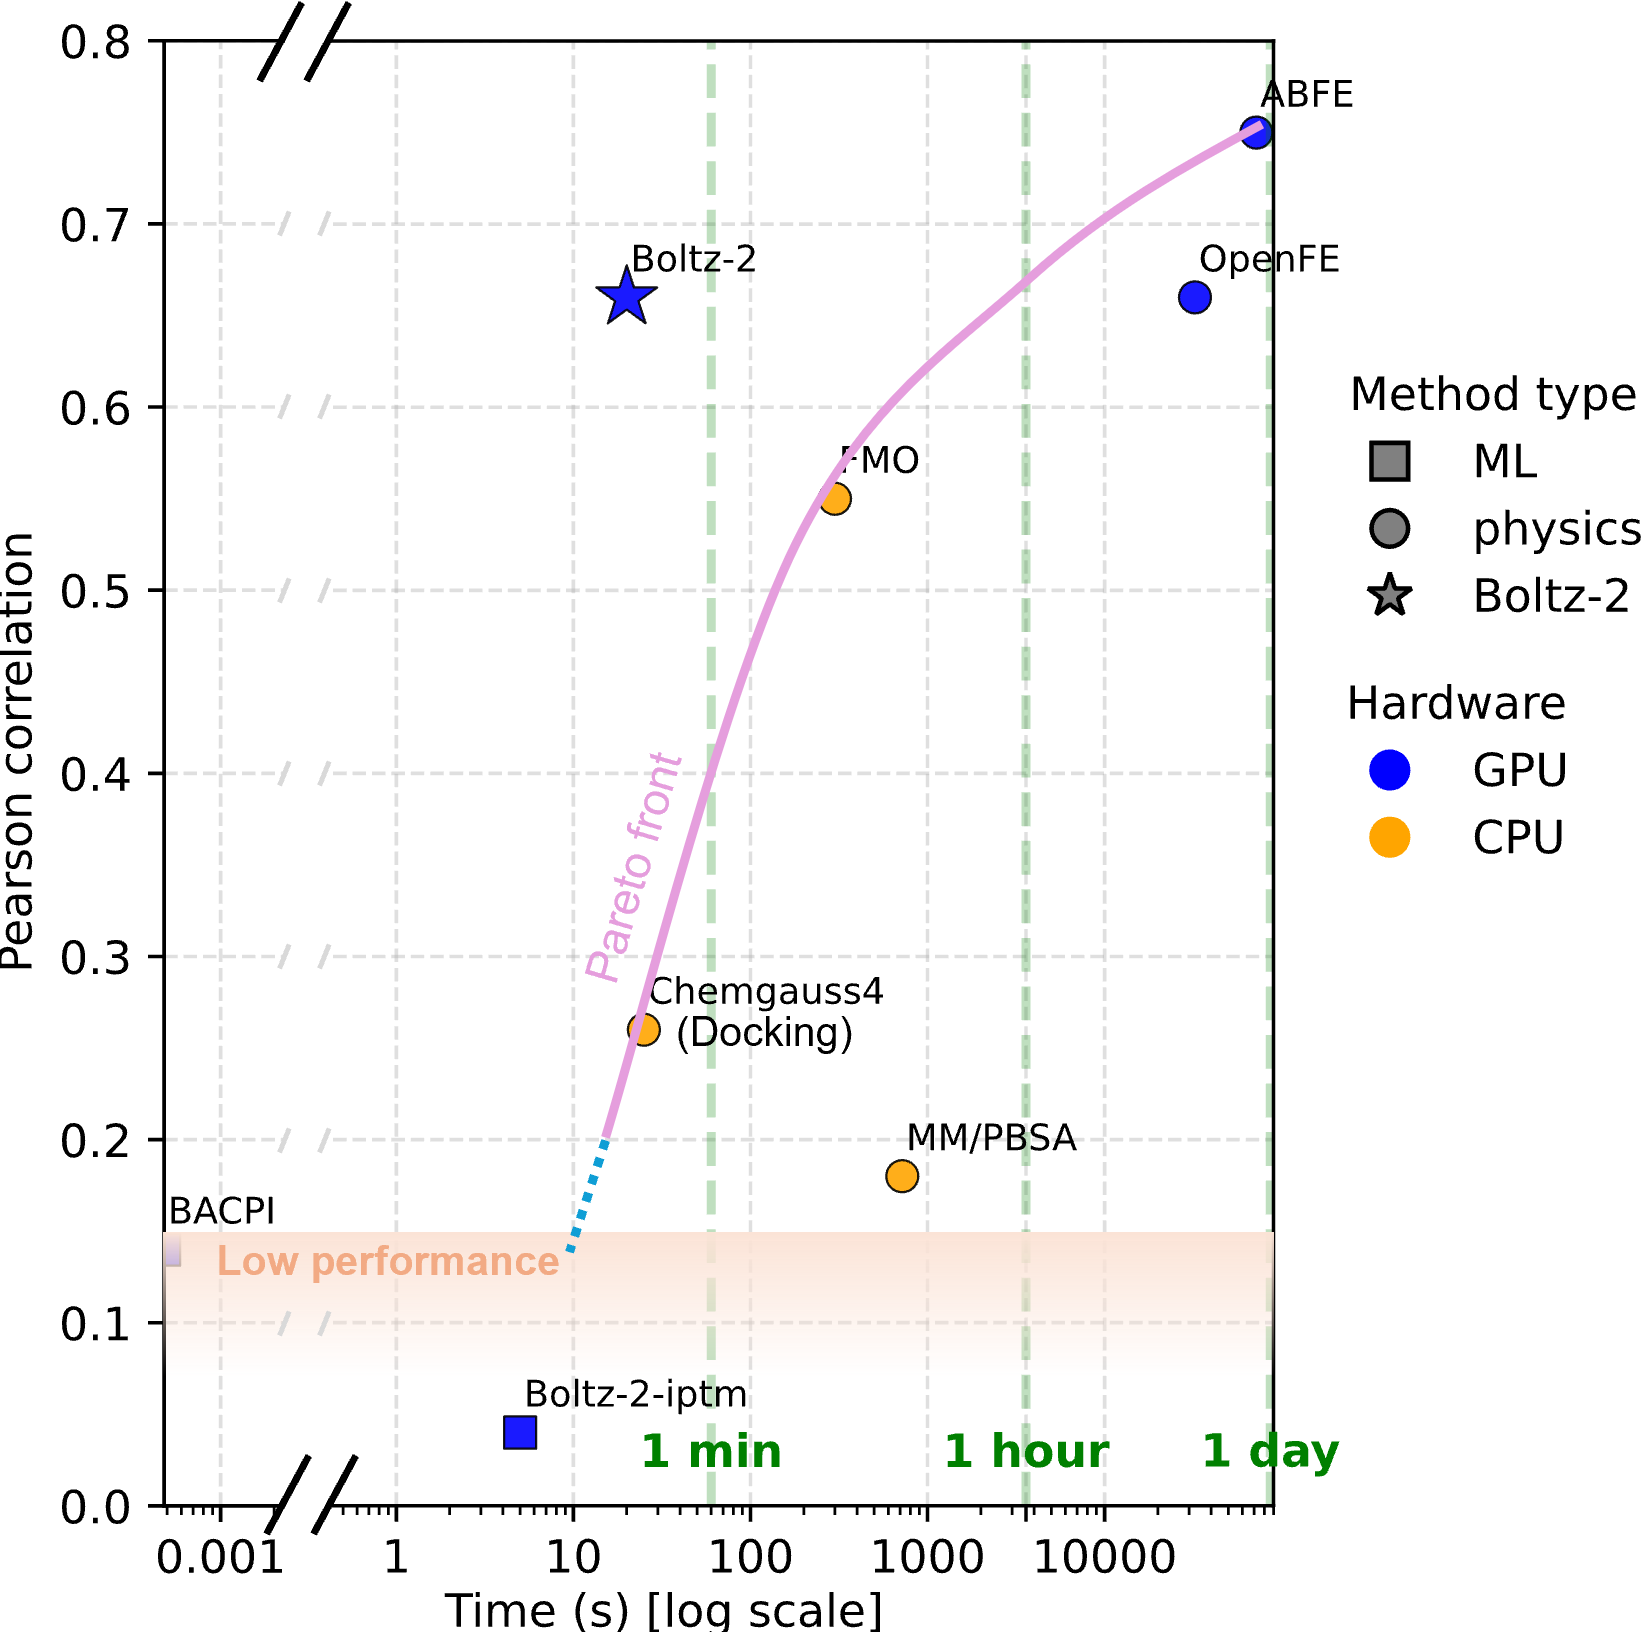 0.8
0.7
0.6
0.5
0.4
0.3
0.2
0.1
0.0
Pearson correlation
ABFE
Boltz-2
OpenFE
FMO
Pareto front
Chemgauss4
(Docking)
MM/PBSA
BACPI
Low performance
Boltz-2-iptm
1 min
1 hour
1 day
0.001
1
10
100
1000
10000
Time (s) [log scale]
Method type
ML
physics
Boltz-2
Hardware
GPU
CPU